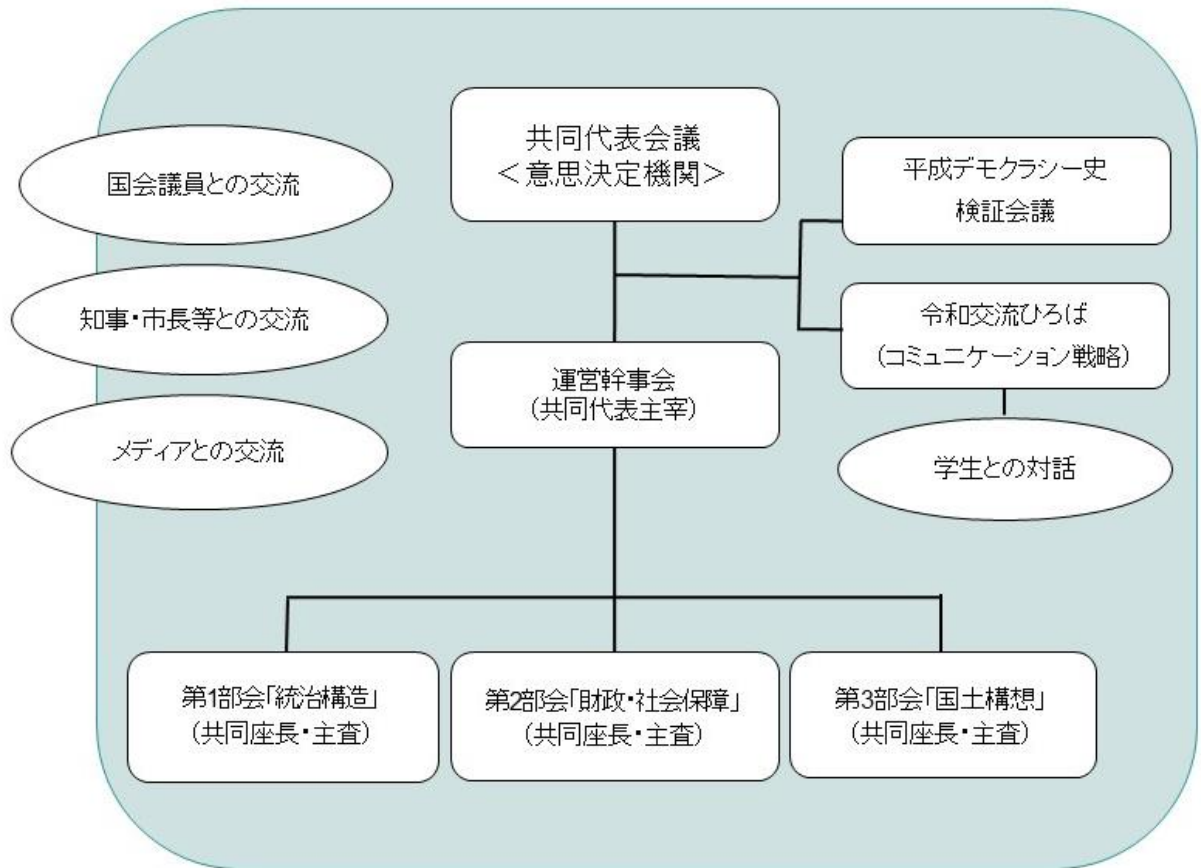 共同代表会議
＜意思決定機関＞
平成デモクラシー史
検証会議
国会議員との交流
知事・市長等との交流
令和交流ひろば
(コミュニケーション戦略)
運営幹事会
(共同代表主宰)
メディアとの交流
学生との対話
第1部会「統治構造」
(共同座長・主査)
第2部会「財政・社会保障」
(共同座長・主査)
第3部会「国土構想」
(共同座長・主査)